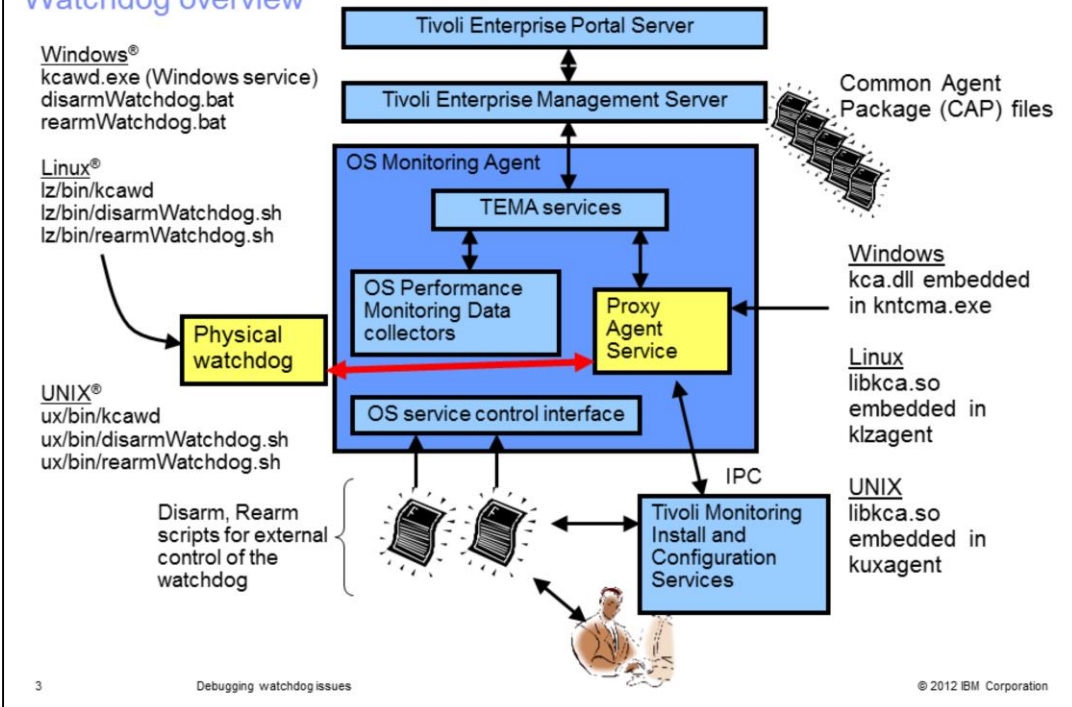 Watchdog overview
Tivoli Enterprise Portal Server
Tivoli Enterprise Management Server
Windows®
kcawd.exe (Windows service)
disarmWatchdog.bat
rearmWatchdog.bat
Linux®
lz/bin/kcawd
lz/bin/disarmWatchdog.sh
lz/bin/rearmWatchdog.sh
Common Agent
Package (CAP) files
OS Monitoring Agent
TEMA services
OS Performance
Monitoring Data
collectors
Proxy
Agent
Service
Physical
watchdog
Windows
kca.dll embedded
in kntcma.exe
Linux
libkca.so
embedded in
klzagent
UNIX®
ux/bin/kcawd
ux/bin/disarmWatchdog.sh
ux/bin/rearmWatchdog.sh
OS service control interface
IPC
UNIX
libkca.so
embedded in
kuxagent
Disarm, Rearm
scripts for external
control of the
watchdog
F
F
Tivoli Monitoring
Install and
Configuration
Services
3
Debugging watchdog issues
© 2012 IBM Corporation